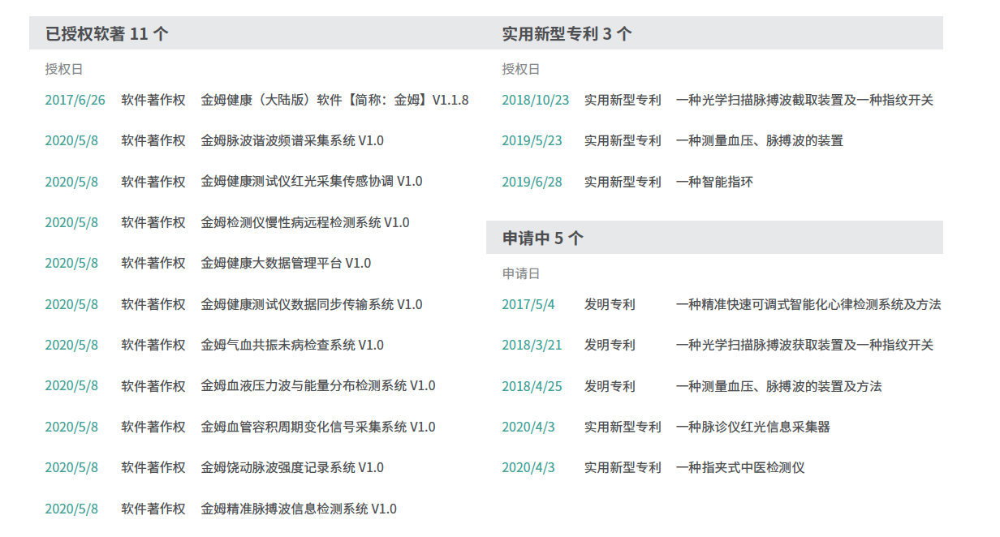 已授权软著 11 个
授权日
2017/6/26 软件著作权 金姆健康（大陆版）软件【简称：金姆】V1.1.8
2020/5/8 软件著作权 金姆脉波谐波频谱采集系统 V1.0
2020/5/8 软件著作权 金姆健康测试仪红光采集传感协调 V1.0
2020/5/8 软件著作权 金姆检测仪慢性病远程检测系统 V1.0
2020/5/8 软件著作权 金姆健康大数据管理平台 V1.0
2020/5/8 软件著作权 金姆健康测试仪数据同步传输系统 V1.0
2020/5/8 软件著作权 金姆气血共振未病检查系统 V1.0
2020/5/8 软件著作权 金姆血液压力波与能量分布检测系统 V1.0
2020/5/8 软件著作权 金姆血管容积周期变化信号采集系统 V1.0
2020/5/8 软件著作权 金姆饶动脉波强度记录系统 V1.0
2020/5/8 软件著作权 金姆精准脉搏波信息检测系统 V1.0
实用新型专利 3 个
授权日
2018/10/23 实用新型专利 一种光学扫描脉搏波截取装置及一种指纹开关
2019/5/23 实用新型专利 一种测量血压、脉搏波的装置
2019/6/28 实用新型专利 一种智能指环
申请中 5 个
申请日
2017/5/4 发明专利 一种精准快速可调式智能化心律检测系统及方法
2018/3/21 发明专利 一种光学扫描脉搏波获取装置及一种指纹开关
2018/4/25 发明专利 一种测量血压、脉搏波的装置及方法
2020/4/3 实用新型专利 一种脉诊仪红光信息采集器
2020/4/3 实用新型专利 一种指夹式中医检测仪